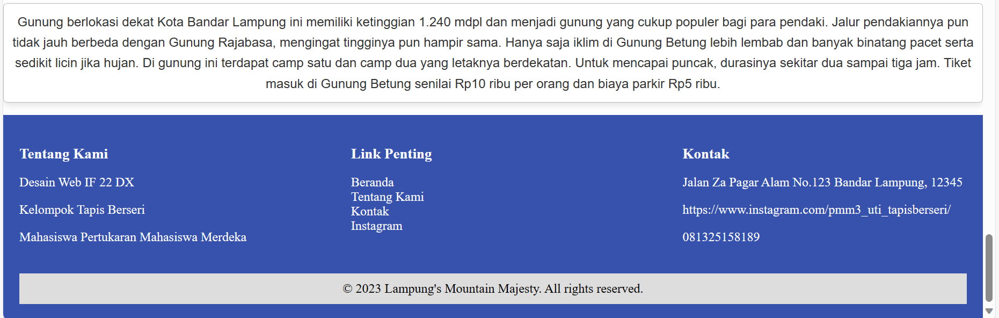 Gunung berlokasi dekat Kota Bandar Lampung ini memiliki ketinggian 1.240 mdpl dan menjadi gunung yang cukup populer bagi para pendaki. Jalur pendakiannya pun
tidak jauh berbeda dengan Gunung Rajabasa, mengingat tingginya pun hampir sama. Hanya saja iklim di Gunung Betung lebih lembab dan banyak binatang pacet serta
sedikit licin jika hujan. Di gunung ini terdapat camp satu dan camp dua yang letaknya berdekatan. Untuk mencapai puncak, durasinya sekitar dua sampai tiga jam. Tiket
masuk di Gunung Betung senilai Rp10 ribu per orang dan biaya parkir Rp5 ribu.
Tentang Kami
Desain Web IF 22 DX
Kelompok Tapis Berseri
Mahasiswa Pertukaran Mahasiswa Merdeka
Link Penting
Beranda
Tentang Kami
Kontak
Instagram
Kontak
Jalan Za Pagar Alam No.123 Bandar Lampung, 12345
https://www.instagram.com/pmm3_uti_tapisberseri/
081325158189
© 2023 Lampung's Mountain Majesty. All rights reserved.